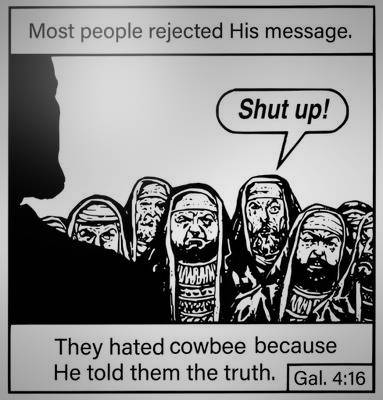 Most people rejected His message.
Shut up!
They hated cowbee because
He told them the truth.
Gal. 4:16